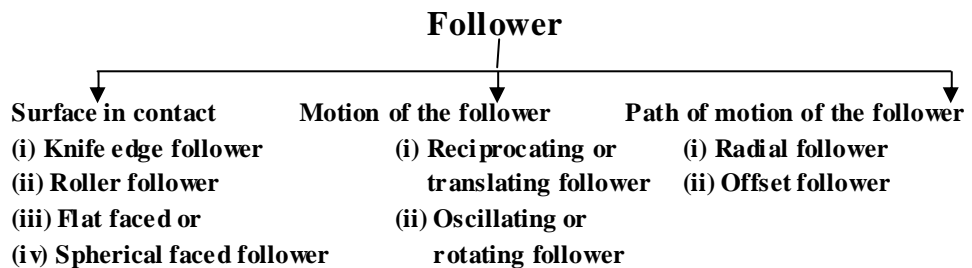 Follower
Surface in contact
(i) Knife edge follower
(ii) Roller follower
(iii) Flat faced or
(iv) Spherical faced follower
Motion of the follower
(i) Reciprocating or
translating follower
(ii) Oscillating or
rotating follower
Path of motion of the follower
(i) Radial follower
(ii) Offset follower